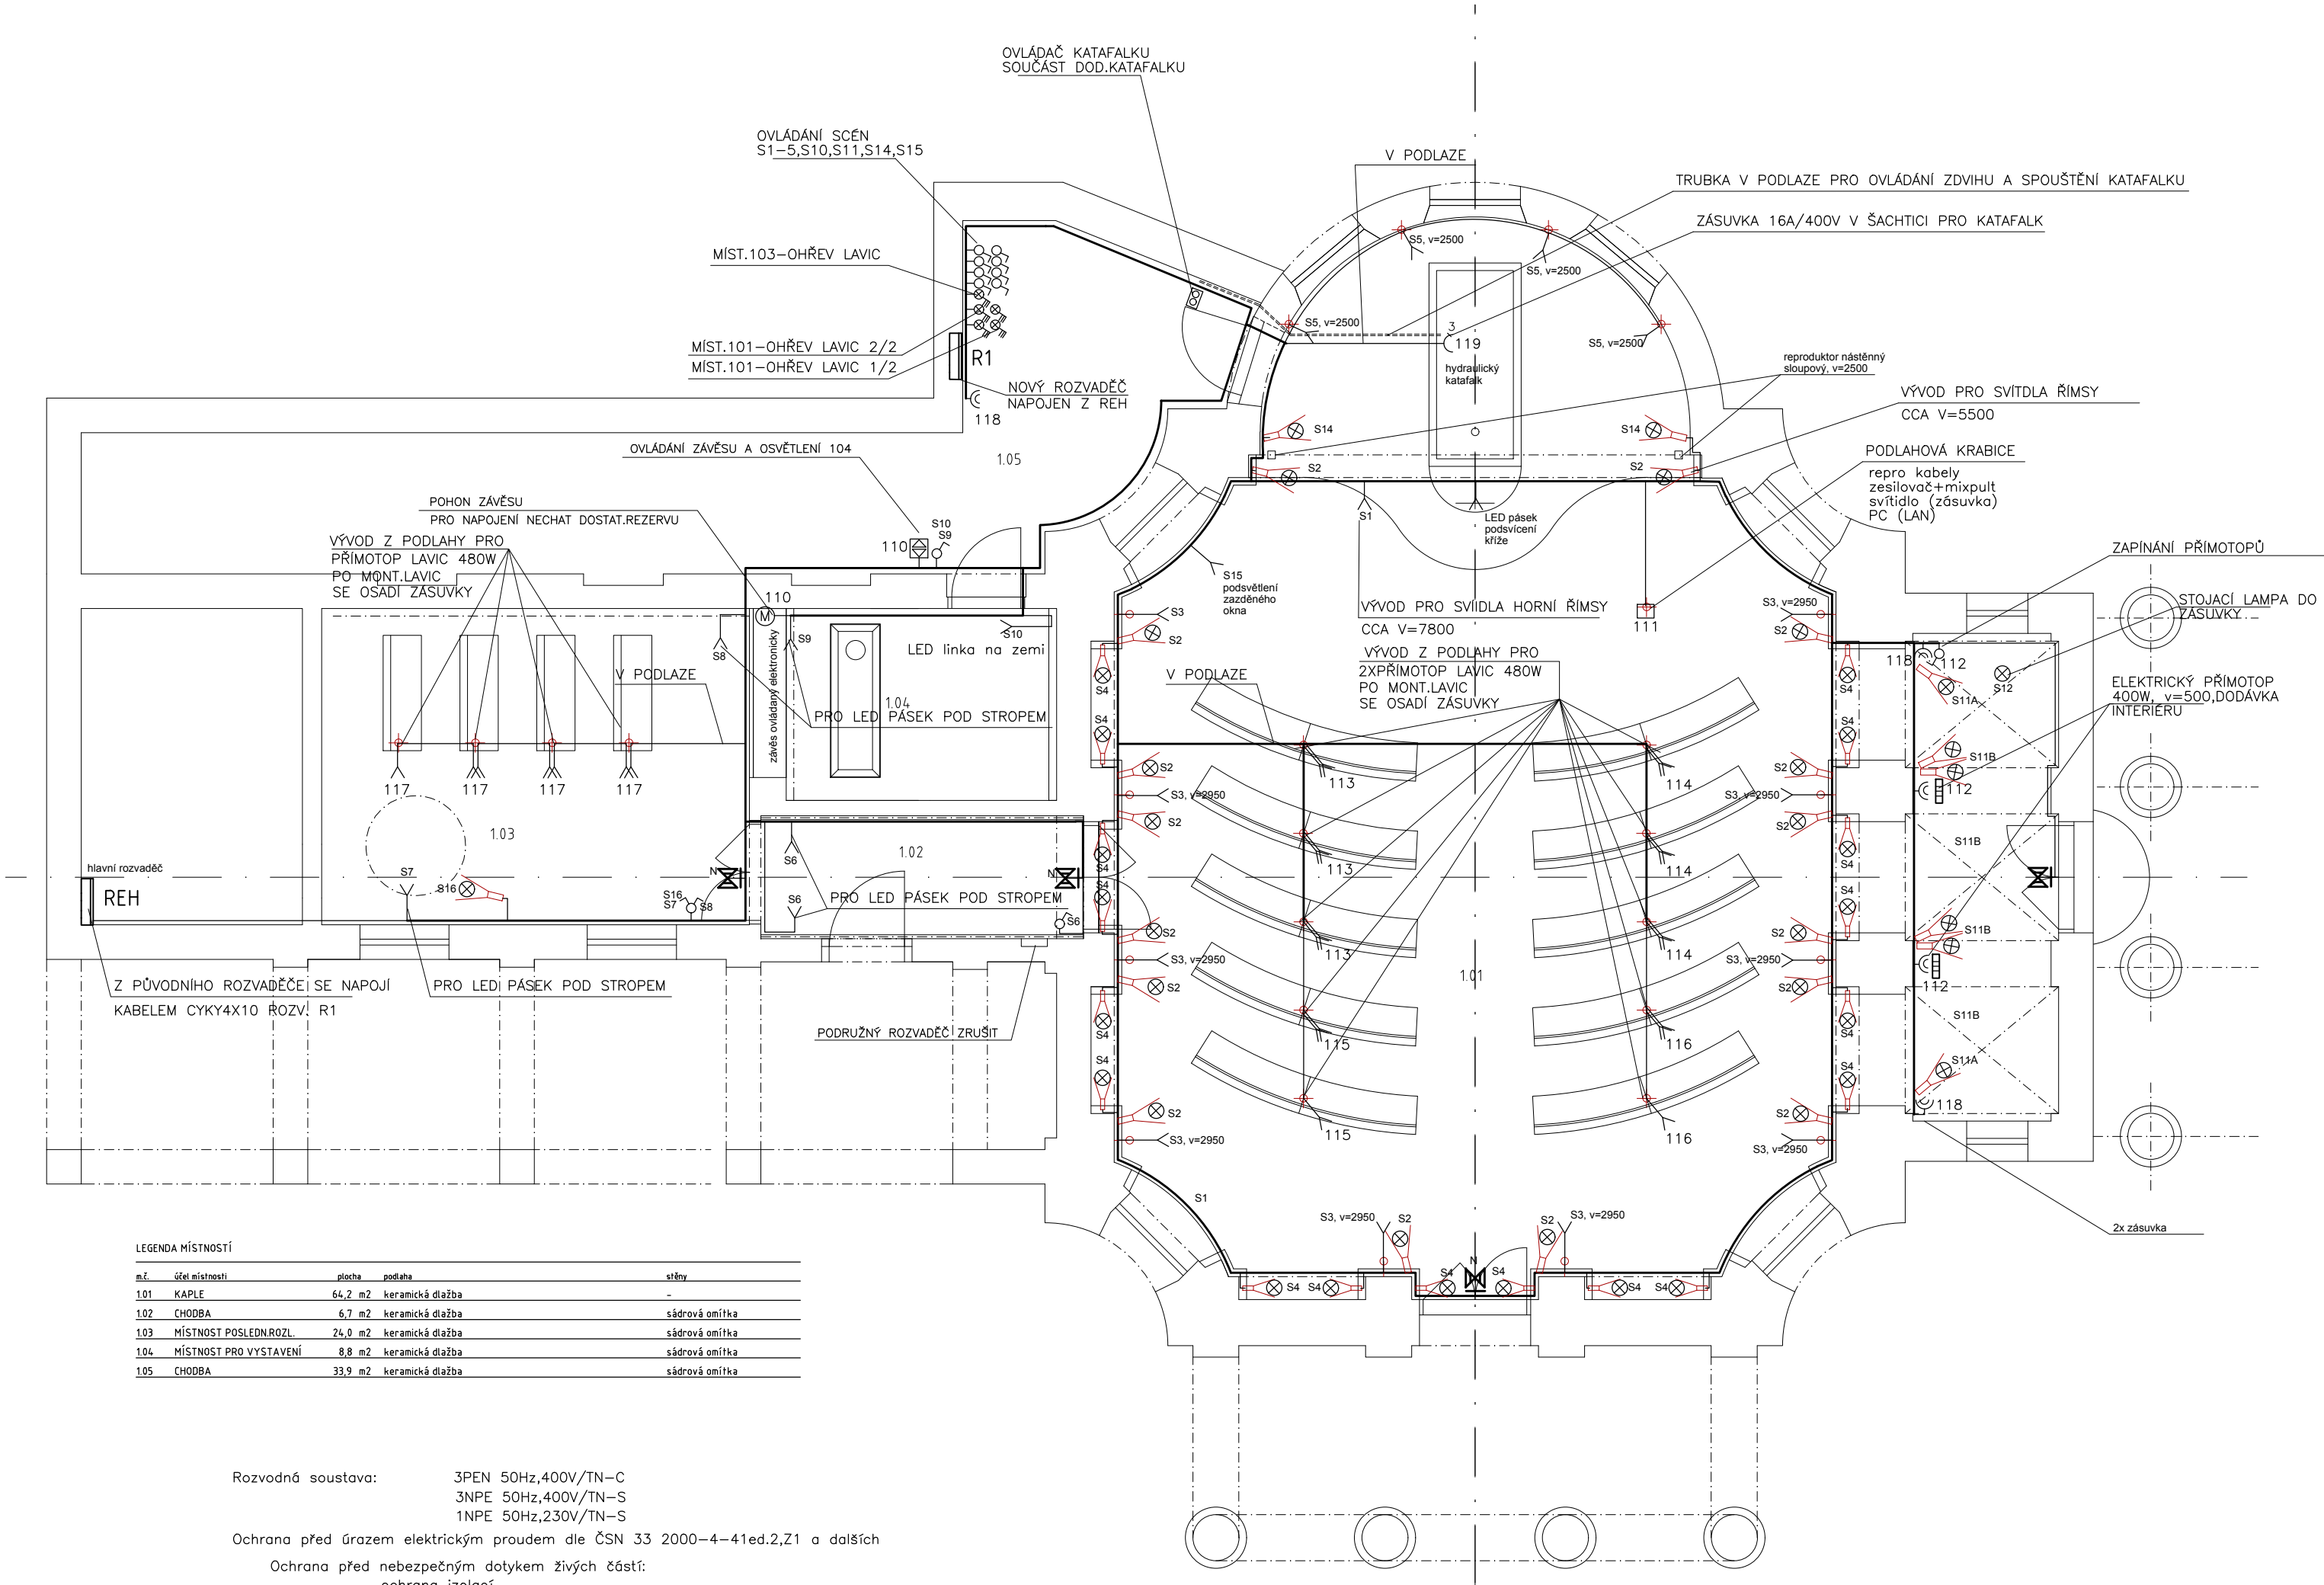 OVLÁDAČ KATAFALKU
SOUČÁST DOD.KATAFALKU
OVLÁDÁNÍ SCÉN
S1-5,S10,S11,S14,S15
V PODLAZE
TRUBKA V PODLAZE PRO OVLÁDÁNÍ ZDVIHU A SPOUŠTĚNÍ KATAFALKU
ZÁSUVKA 16A/400V V ŠACHTICI PRO KATAFALK
MÍST.103-OHŘEV LAVIC
S5, v=2500
S5, v=2500
S5, v=2500
S5, v=2500
3
119
MÍST.101-OHŘEV LAVIC 2/2
MÍST.101-OHŘEV LAVIC 1/2
R1
NOVÝ ROZVADĚČ
NAPOJEN Z REH
118
hydraulický
katafalk
reproduktor nástěnný
sloupový, v=2500
VÝVOD PRO SVÍTDLA ŘÍMSY
CCA V=5500
S14
S14
S2
S2
OVLÁDÁNÍ ZÁVĚSU A OSVĚTLENÍ 104
1.05
PODLAHOVÁ KRABICE
repro kabely
zesilovač+mixpult
svítidlo (zásuvka)
PC (LAN)
POHON ZÁVĚSU
PRO NAPOJENÍ NECHAT DOSTAT.REZERVU
S1
LED pásek
podsvícení
kříže
VÝVOD Z PODLAHY PRO
PŘÍMOTOP LAVIC 480W
PO MONT.LAVIC
SE OSADÍ ZÁSUVKY
110
S10
S9
ZAPÍNÁNÍ PŘÍMOTOPŮ
S15
podsvětlení
zazděného
okna
110
M
VÝVOD PRO SVIIDLA HORNÍ ŘÍMSY
CCA V=7800
111
STOJACÍ LAMPA DO
ZÁSUVKY
S3
S2
S3, v=2950
S2
S8
S9
S10
LED linka na zemi
závěs ovládaný elektronicky
VÝVOD Z PODLAHY PRO
2XPŘÍMOTOP LAVIC 480W
PO MONT.LAVIC
SE OSADÍ ZÁSUVKY
118
112
S12
S11A
V PODLAZE
V PODLAZE
S4
S4
ELEKTRICKÝ PŘÍMOTOP
400W, v=500,DODÁVKA
INTERIÉRU
1.04
PRO LED PÁSEK POD STROPEM
S4
S4
S11B
117
117
117
117
S2
113
114
S2
112
S3, v=2950
S3, v=2950
S2
S2
1.03
S6
1.02
S4
S4
S11B
113
114
hlavní rozvaděč
REH
S7
S16
N
N
S16
S7
S8
S6
PRO LED PÁSEK POD STROPEM
S6
S4
S4
S2
S2
S11B
113
114
1.01
S3, v=2950
S3, v=2950
112
Z PŮVODNÍHO ROZVADĚČE SE NAPOJÍ
KABELEM CYKY4X10 ROZV. R1
PRO LED PÁSEK POD STROPEM
S2
S2
PODRUŽNÝ ROZVADĚČ ZRUŠIT
S4
S4
S11B
115
116
S4
S4
S11A
118
S2
S2
115
116
S3, v=2950
S3, v=2950
S1
S3, v=2950
S2
S2
S3, v=2950
2x zásuvka
N
S4
S4
S4
S4
S4
S4
LEGENDA MÍSTNOSTÍ
m.č. účel místnosti plocha podlaha stěny
1.01 KAPLE 64,2 m2 keramická dlažba -
1.02 CHODBA 6,7 m2 keramická dlažba sádrová omítka
1.03 MÍSTNOST POSLEDN.ROZL. 24,0 m2 keramická dlažba sádrová omítka
1.04 MÍSTNOST PRO VYSTAVENÍ 8,8 m2 keramická dlažba sádrová omítka
1.05 CHODBA 33,9 m2 keramická dlažba sádrová omítka
Rozvodná soustava: 3PEN 50Hz,400V/TN-C
3NPE 50Hz,400V/TN-S
1NPE 50Hz,230V/TN-S
Ochrana před úrazem elektrickým proudem dle ČSN 33 2000-4-41ed.2,Z1 a dalších
Ochrana před nebezpečným dotykem živých částí:
ochrana izolací